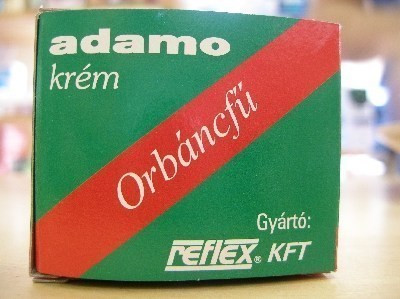 adamo
krém
Orbáncfű
Gyártó:
reflex® KFT